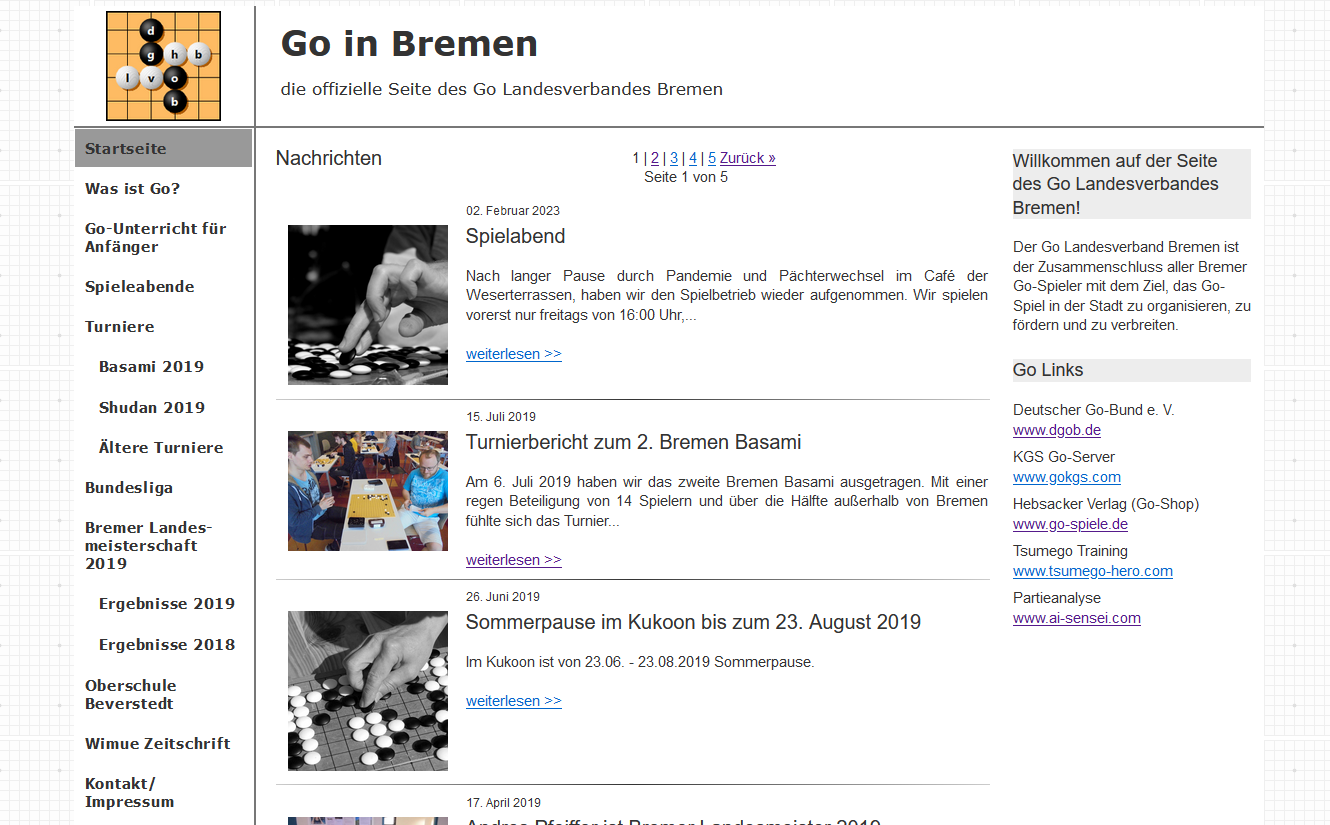 d
g h b
l v o
b
Go in Bremen
die offizielle Seite des Go Landesverbandes Bremen
Startseite
Was ist Go?
Go-Unterricht für
Anfänger
Spieleabende
Turniere
Basami 2019
Shudan 2019
Ältere Turniere
Bundesliga
Bremer Landes-
meisterschaft
2019
Ergebnisse 2019
Ergebnisse 2018
Oberschule
Beverstedt
Wimue Zeitschrift
Kontakt/
Impressum
Nachrichten
1 | 2 | 3 | 4 | 5 Zurück »
Seite 1 von 5
02. Februar 2023
Spielabend
Nach langer Pause durch Pandemie und Pächterwechsel im Café der
Weserterrassen, haben wir den Spielbetrieb wieder aufgenommen. Wir spielen
vorerst nur freitags von 16:00 Uhr,...
weiterlesen >>
15. Juli 2019
Turnierbericht zum 2. Bremen Basami
Am 6. Juli 2019 haben wir das zweite Bremen Basami ausgetragen. Mit einer
regen Beteiligung von 14 Spielern und über die Hälfte außerhalb von Bremen
fühlte sich das Turnier...
weiterlesen >>
26. Juni 2019
Sommerpause im Kukoon bis zum 23. August 2019
Im Kukoon ist von 23.06. - 23.08.2019 Sommerpause.
weiterlesen >>
17. April 2019
Andreas Pfeiffer ist Bremer Landesmeister 2019
Willkommen auf der Seite
des Go Landesverbandes
Bremen!
Der Go Landesverband Bremen ist
der Zusammenschluss aller Bremer
Go-Spieler mit dem Ziel, das Go-
Spiel in der Stadt zu organisieren, zu
fördern und zu verbreiten.
Go Links
Deutscher Go-Bund e. V.
www.dgob.de
KGS Go-Server
www.gokgs.com
Hebsacker Verlag (Go-Shop)
www.go-spiele.de
Tsumego Training
www.tsumego-hero.com
Partieanalyse
www.ai-sensei.com